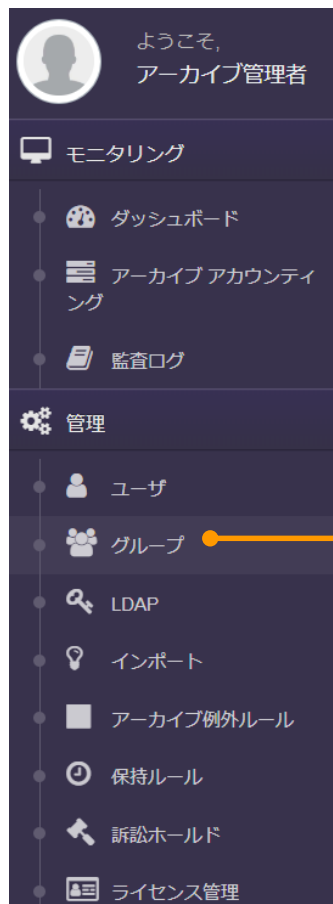 ようこそ,
アーカイブ管理者
モニタリング
ダッシュボード
アーカイブ アカウンティ
ング
監査ログ
管理
ユーザ
グループ
LDAP
インポート
アーカイブ例外ルール
保持ルール
訴訟ホールド
ライセンス管理